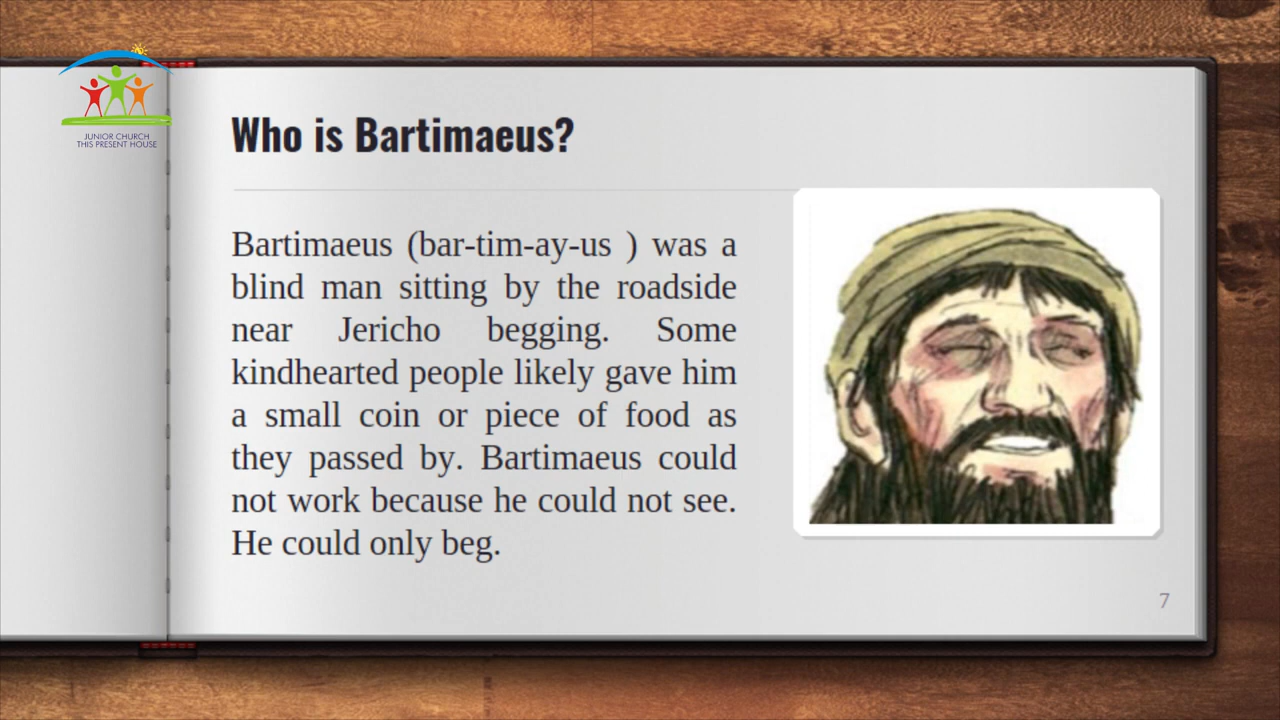 JUNIOR CHURCH
THIS PRESENT HOUSE
Who is Bartimaeus?
Bartimaeus (bar-tim-ay-us ) was a
blind man sitting by the roadside
near Jericho begging. Some
kindhearted people likely gave him
a small coin or piece of food as
they passed by. Bartimaeus could
not work because he could not see.
He could only beg.
7